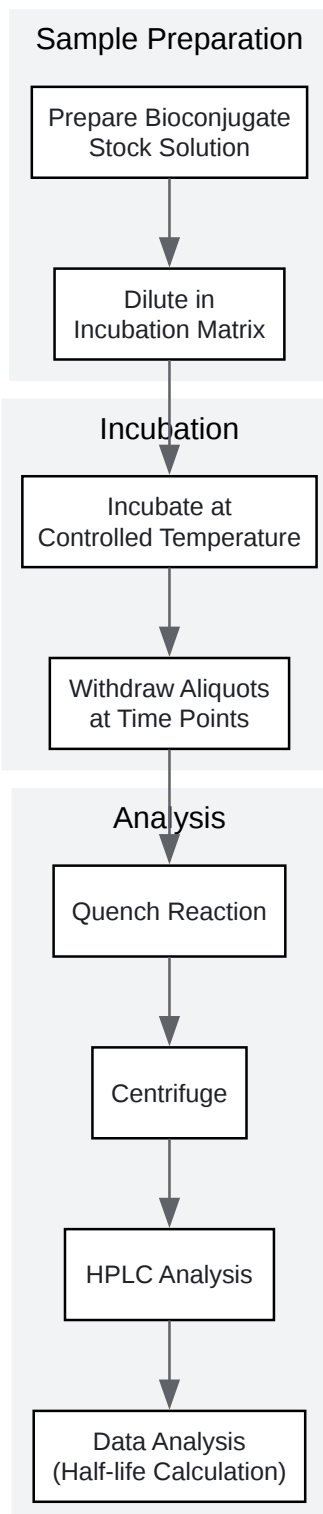 Sample Preparation
Prepare Bioconjugate
Stock Solution
Dilute in
Incubation Matrix
Incubation
Incubate at
Controlled Temperature
Withdraw Aliquots
at Time Points
Analysis
Quench Reaction
Centrifuge
HPLC Analysis
Data Analysis
(Half-life Calculation)